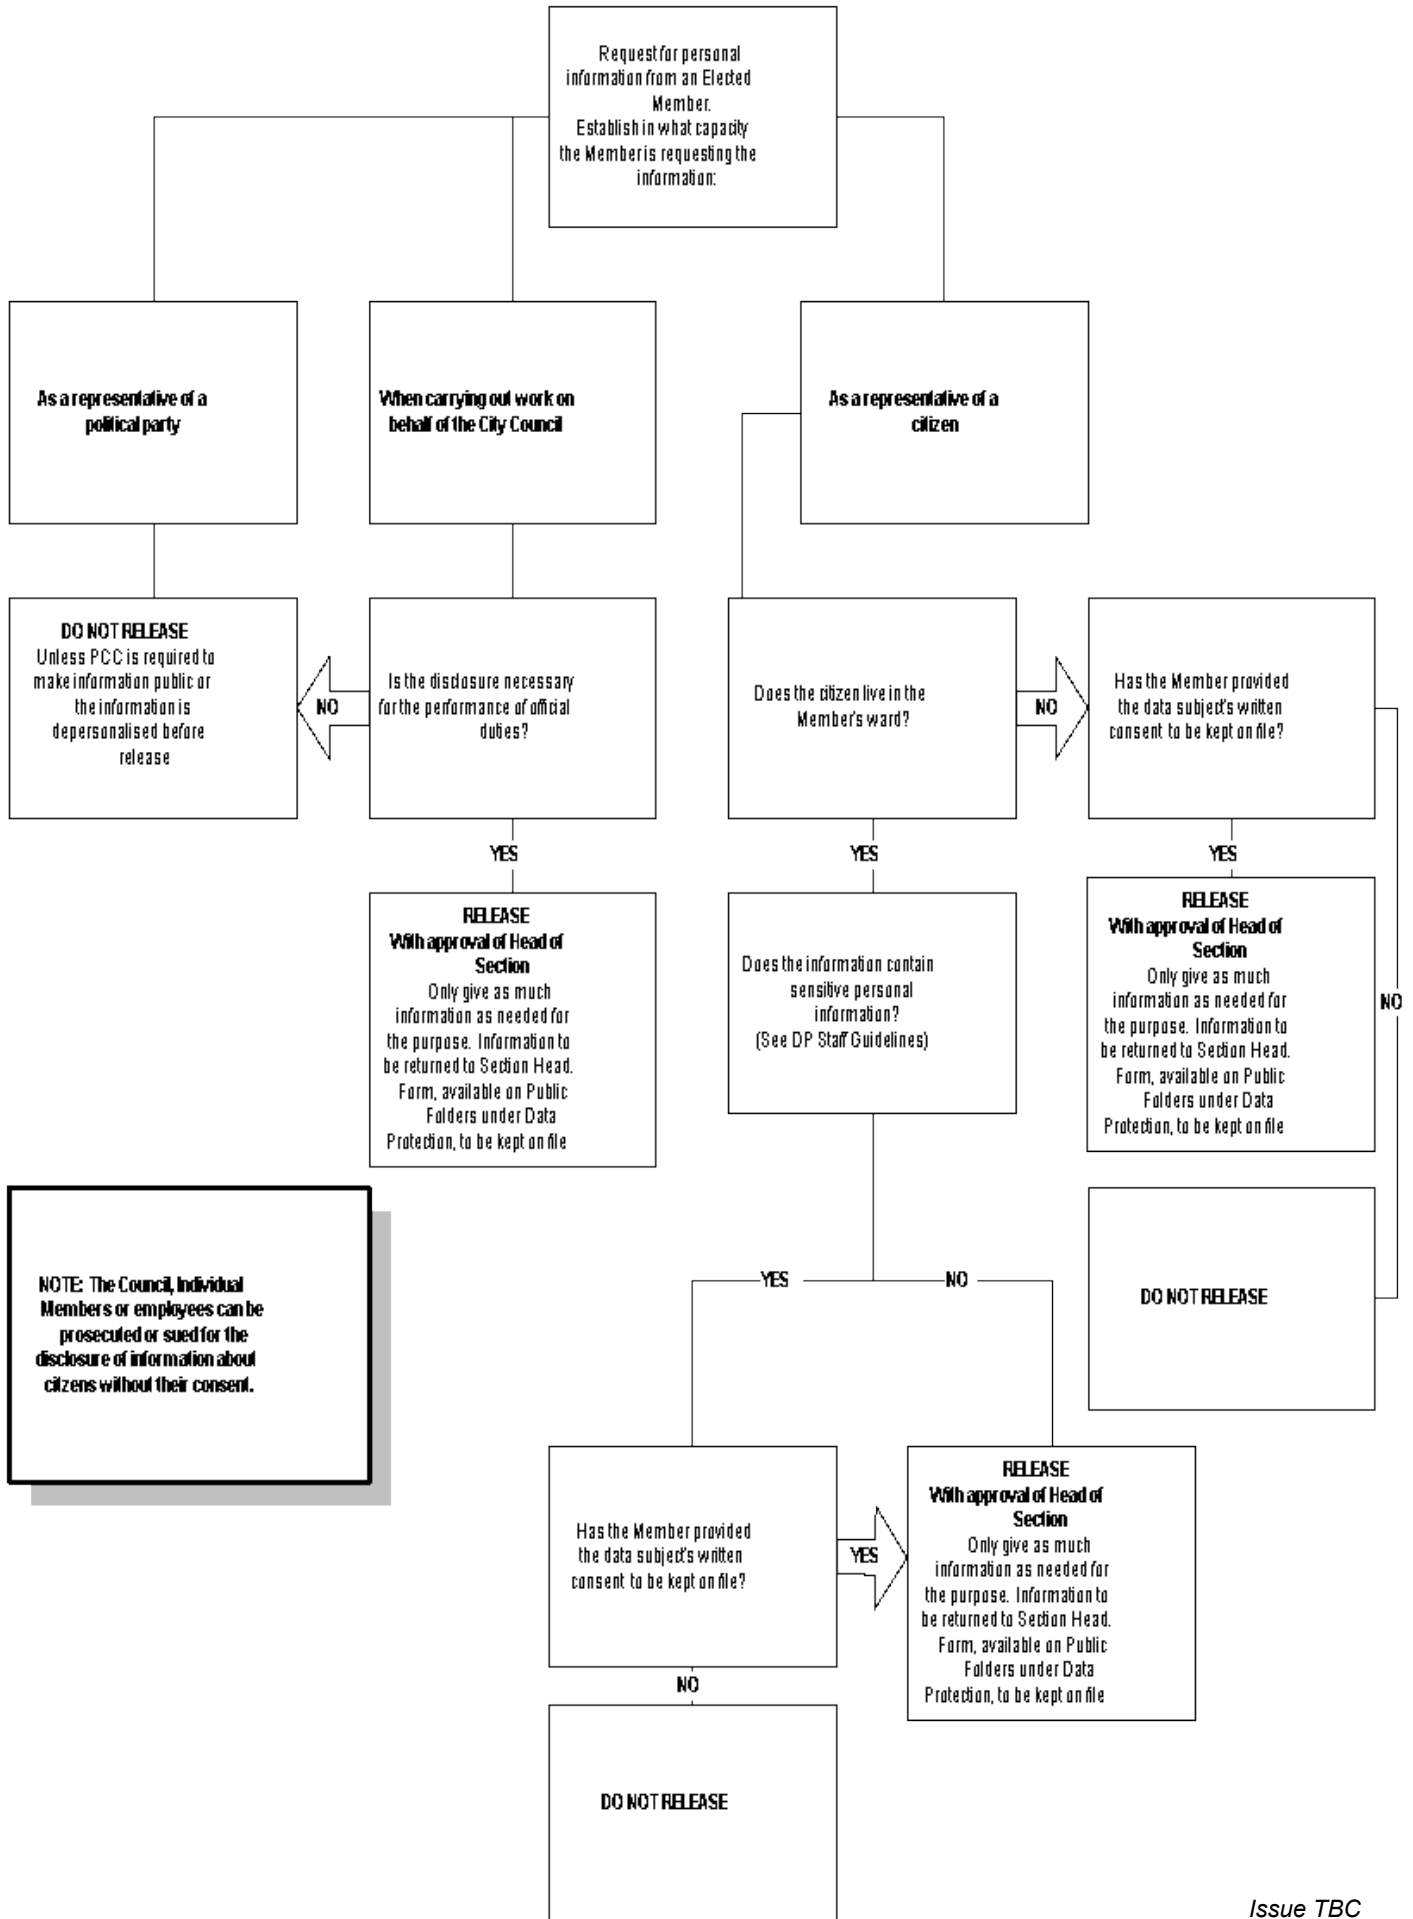 Request for personal
information from an Elected
Member.
Establish in what capacity
the Member is requesting the
information:
As a representative of a
political party
When carrying out work on
behalf of the City Council
As a representative of a
citizen
DO NOT RELEASE
Unless PCC is required to
make information public or
the information is
depersonalised before
release
NO
Is the disclosure necessary
for the performance of official
duties?
Does the citizen live in the
Member's ward?
NO
Has the Member provided
the data subject's written
consent to be kept on file?
YES
YES
YES
RELEASE
With approval of Head of
Section
Only give as much
information as needed for
the purpose. Information to
be returned to Section Head.
Form, available on Public
Folders under Data
Protection, to be kept on file
Does the information contain
sensitive personal
information?
(See DP Staff Guidelines)
RELEASE
With approval of Head of
Section
Only give as much
information as needed for
the purpose. Information to
be returned to Section Head.
Form, available on Public
Folders under Data
Protection, to be kept on file
NO
NOTE: The Council, Individual
Members or employees can be
prosecuted or sued for the
disclosure of information about
citzens without their consent.
YES
NO
DO NOT RELEASE
Has the Member provided
the data subject's written
consent to be kept on file?
YES
RELEASE
With approval of Head of
Section
Only give as much
information as needed for
the purpose. Information to
be returned to Section Head.
Form, available on Public
Folders under Data
Protection, to be kept on file
NO
DO NOT RELEASE
Issue TBC